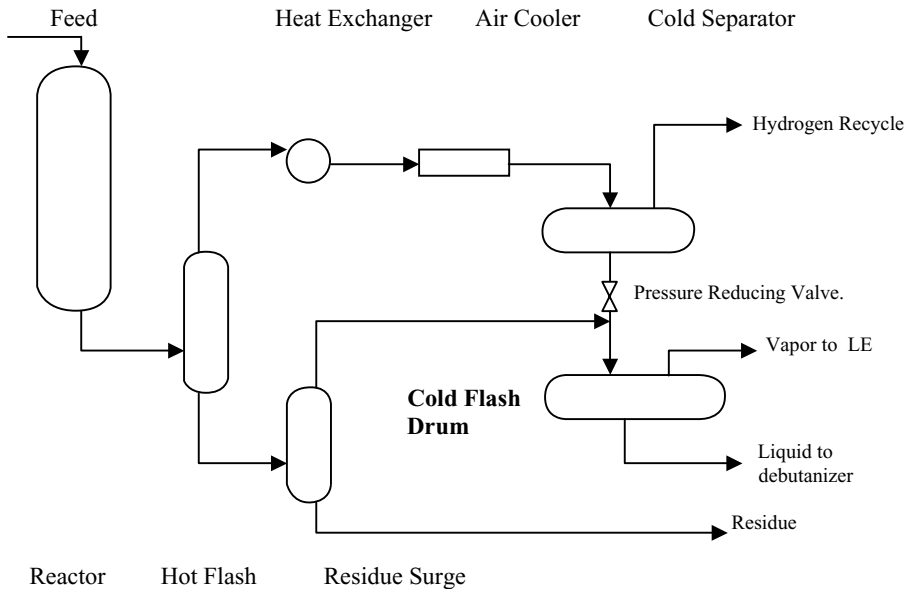 Feed
Heat Exchanger
Air Cooler
Cold Separator
Hydrogen Recycle
Pressure Reducing Valve.
Vapor to LE
Cold Flash
Drum
Liquid to
debutanizer
Residue
Reactor
Hot Flash
Residue Surge